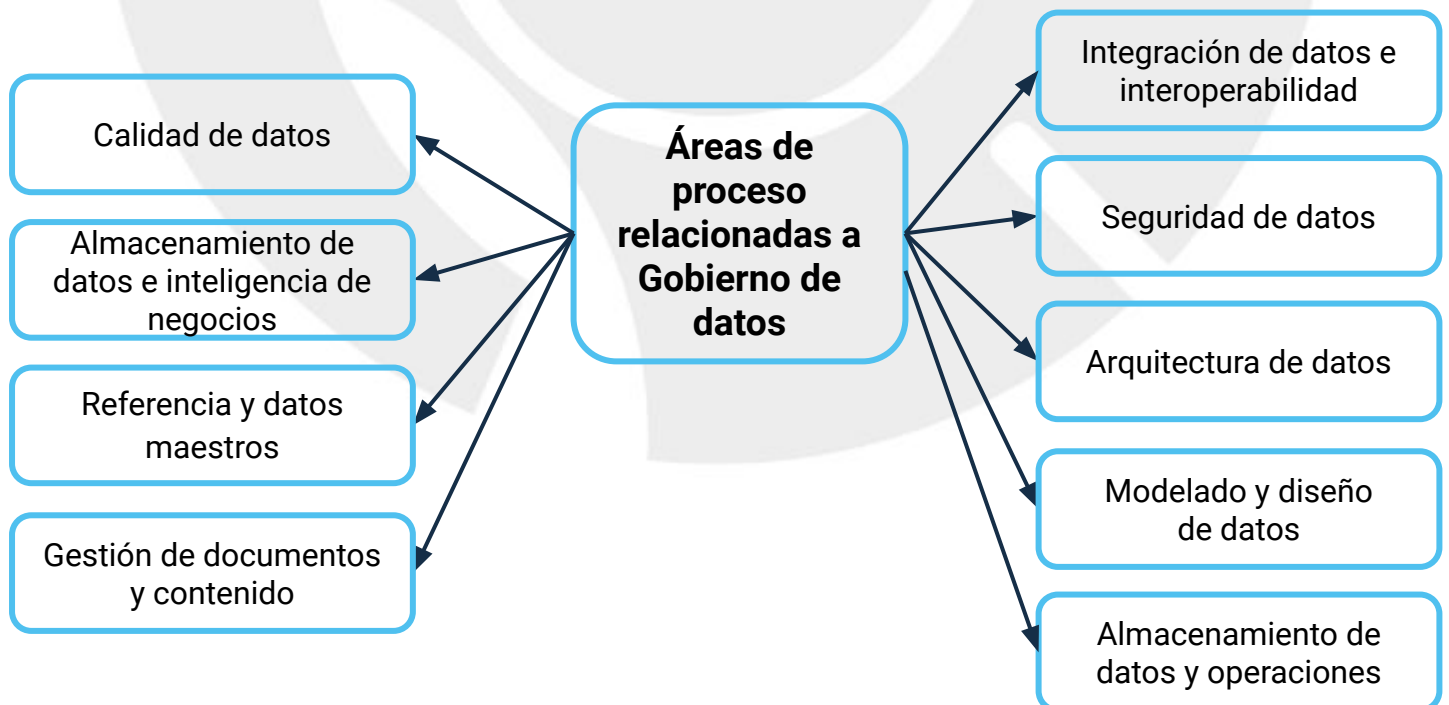 Áreas de
proceso
relacionadas a
Gobierno de
datos
Calidad de datos
Almacenamiento de
datos e inteligencia de
negocios
Referencia y datos
maestros
Gestión de documentos
y contenido
Integración de datos e
interoperabilidad
Seguridad de datos
Arquitectura de datos
Modelado y diseño
de datos
Almacenamiento de
datos y operaciones